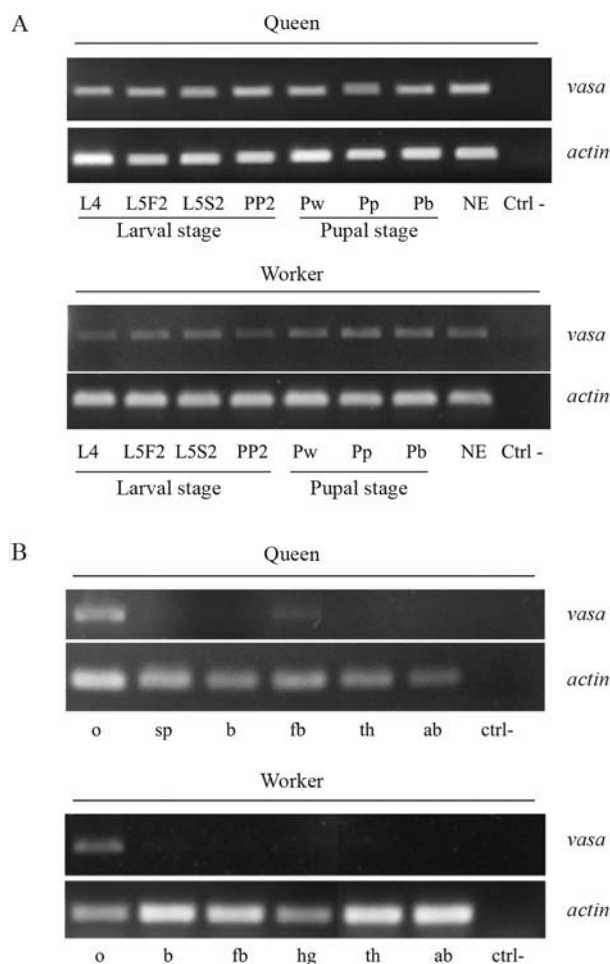 A
Queen
vasa
actin
L4 L5F2 L5S2 PP2 Pw Pp Pb NE Ctrl -
Larval stage Pupal stage
Worker
vasa
actin
L4 L5F2 L5S2 PP2 Pw Pp Pb NE Ctrl -
Larval stage Pupal stage
B
Queen
vasa
actin
o sp b fb th ab ctrl-
Worker
vasa
actin
o b fb hg th ab ctrl-